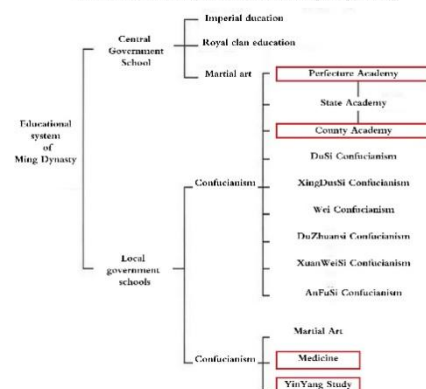 Imperial ducation
Central
Government
School
Royal clan education
Martial art
Perfecture Academy
State Academy
Educational
system
of
Ming Dynasty
County Academy
DuSi Confucianism
XingDusSi Confucianism
Confucianism
Wei Confucianism
DuZhuansi Confucianism
Local
government
schools
XuanWeiSi Confucianism
AnFuSi Confucianism
Martial Art
Confucianism
Medicine
YinYang Study